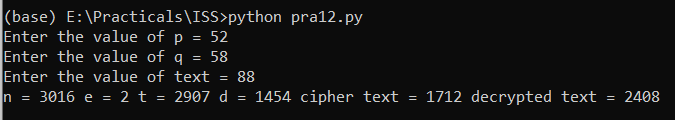 (base) E:\Practicals\ISS>python pra12.py
Enter the value of p = 52
Enter the value of q = 58
Enter the value of text = 88
n = 3016 e = 2 t = 2907 d = 1454 cipher text = 1712 decrypted text = 2408